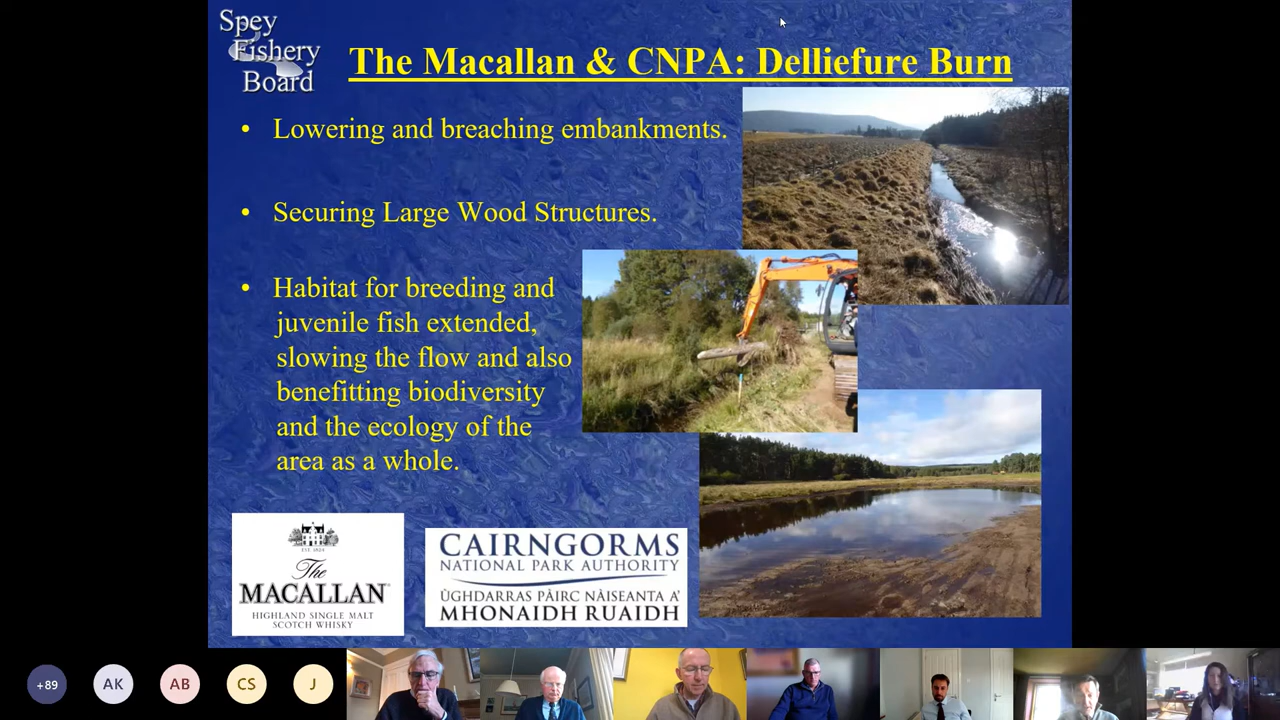 Spey
Fishery
Board
The Macallan & CNPA: Delliefure Burn
• Lowering and breaching embankments.
• Securing Large Wood Structures.
• Habitat for breeding and
juvenile fish extended,
slowing the flow and also
benefitting biodiversity
and the ecology of the
area as a whole.
EST. 1824
The
MACALLAN
HIGHLAND SINGLE MALT
SCOTCH WHISKY
CAIRNGORMS
NATIONAL PARK AUTHORITY
ÙGHDARRAS PÀIRC NÀISEANTA A'
MHONAIDH RUAIDH
+89
AK
AB
CS
J